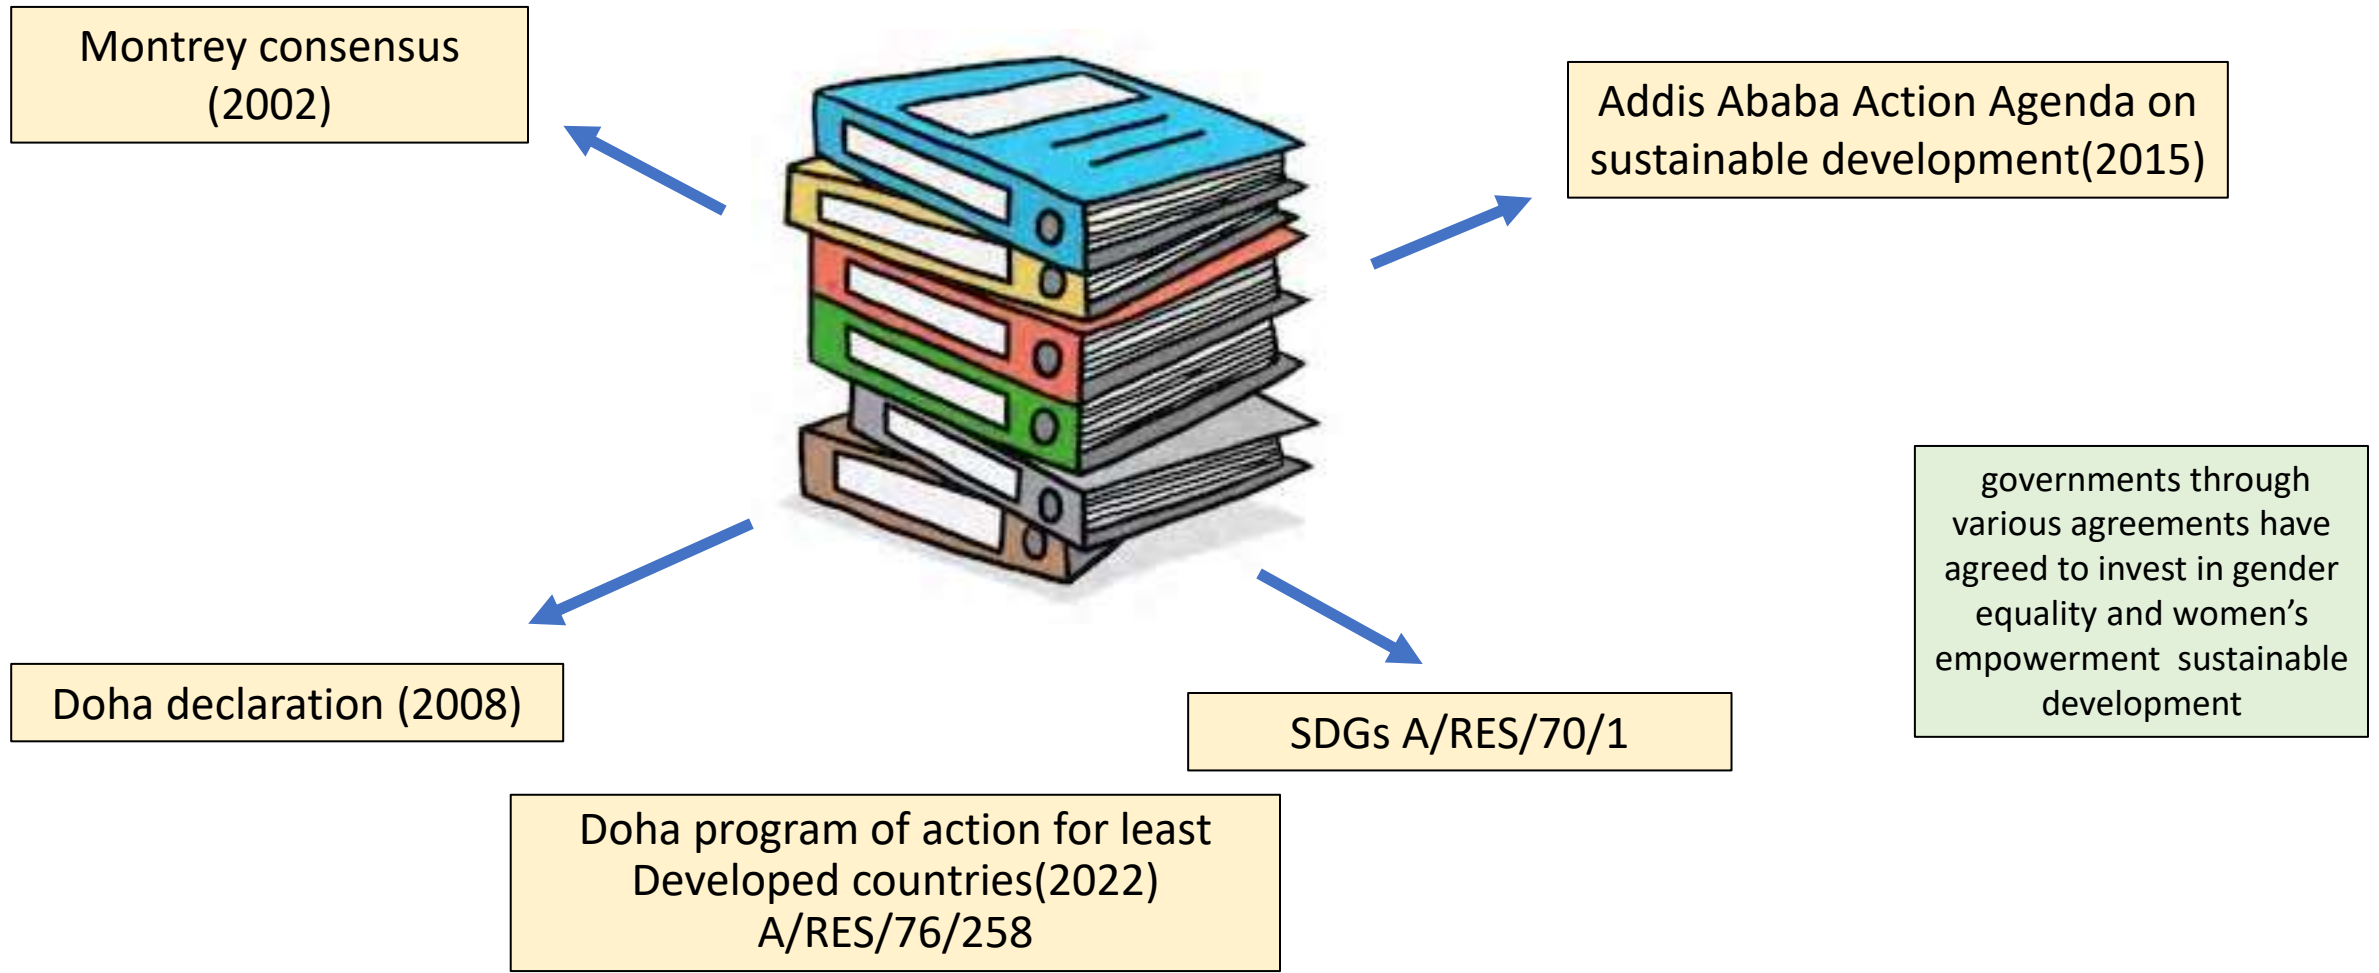 Montrey consensus
(2002)
Addis Ababa Action Agenda on
sustainable development(2015)
governments through
various agreements have
agreed to invest in gender
equality and women’s
empowerment  sustainable
development
Doha declaration (2008)
SDGs A/RES/70/1
Doha program of action for least
Developed countries(2022)
A/RES/76/258